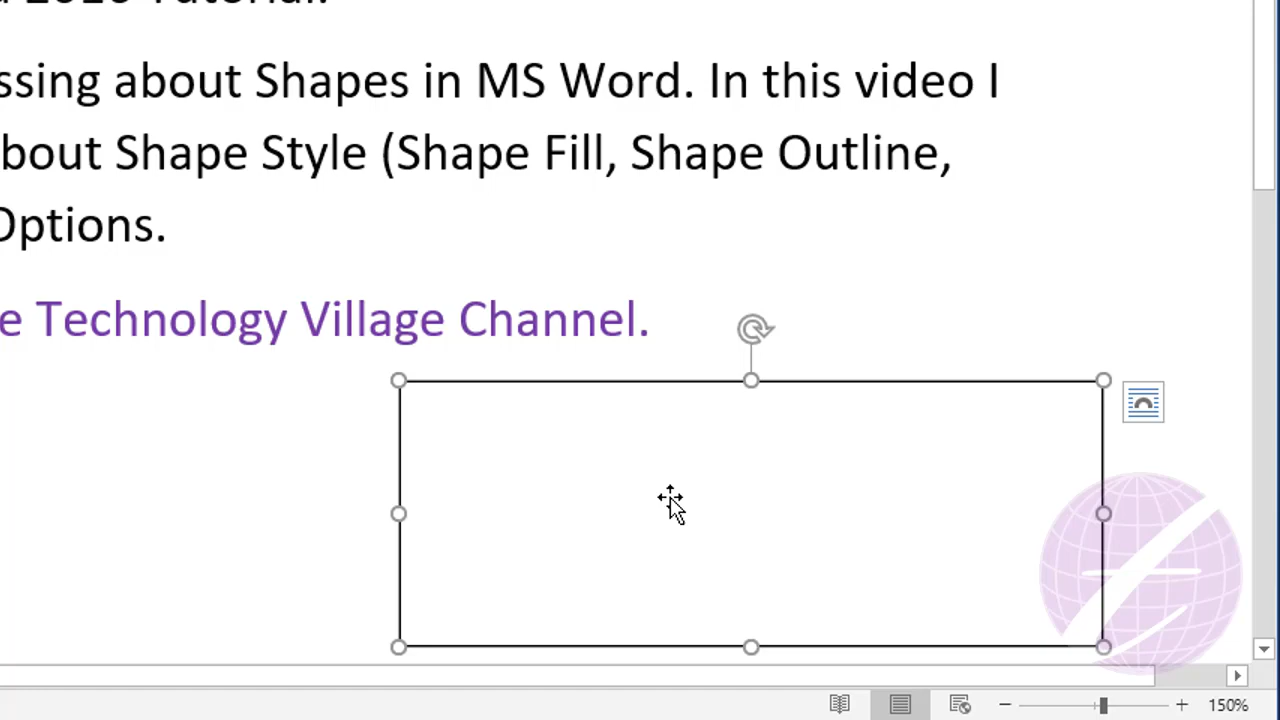 ssing about Shapes in MS Word. In this video I
bout Shape Style (Shape Fill, Shape Outline,
Options.
e Technology Village Channel.
150%